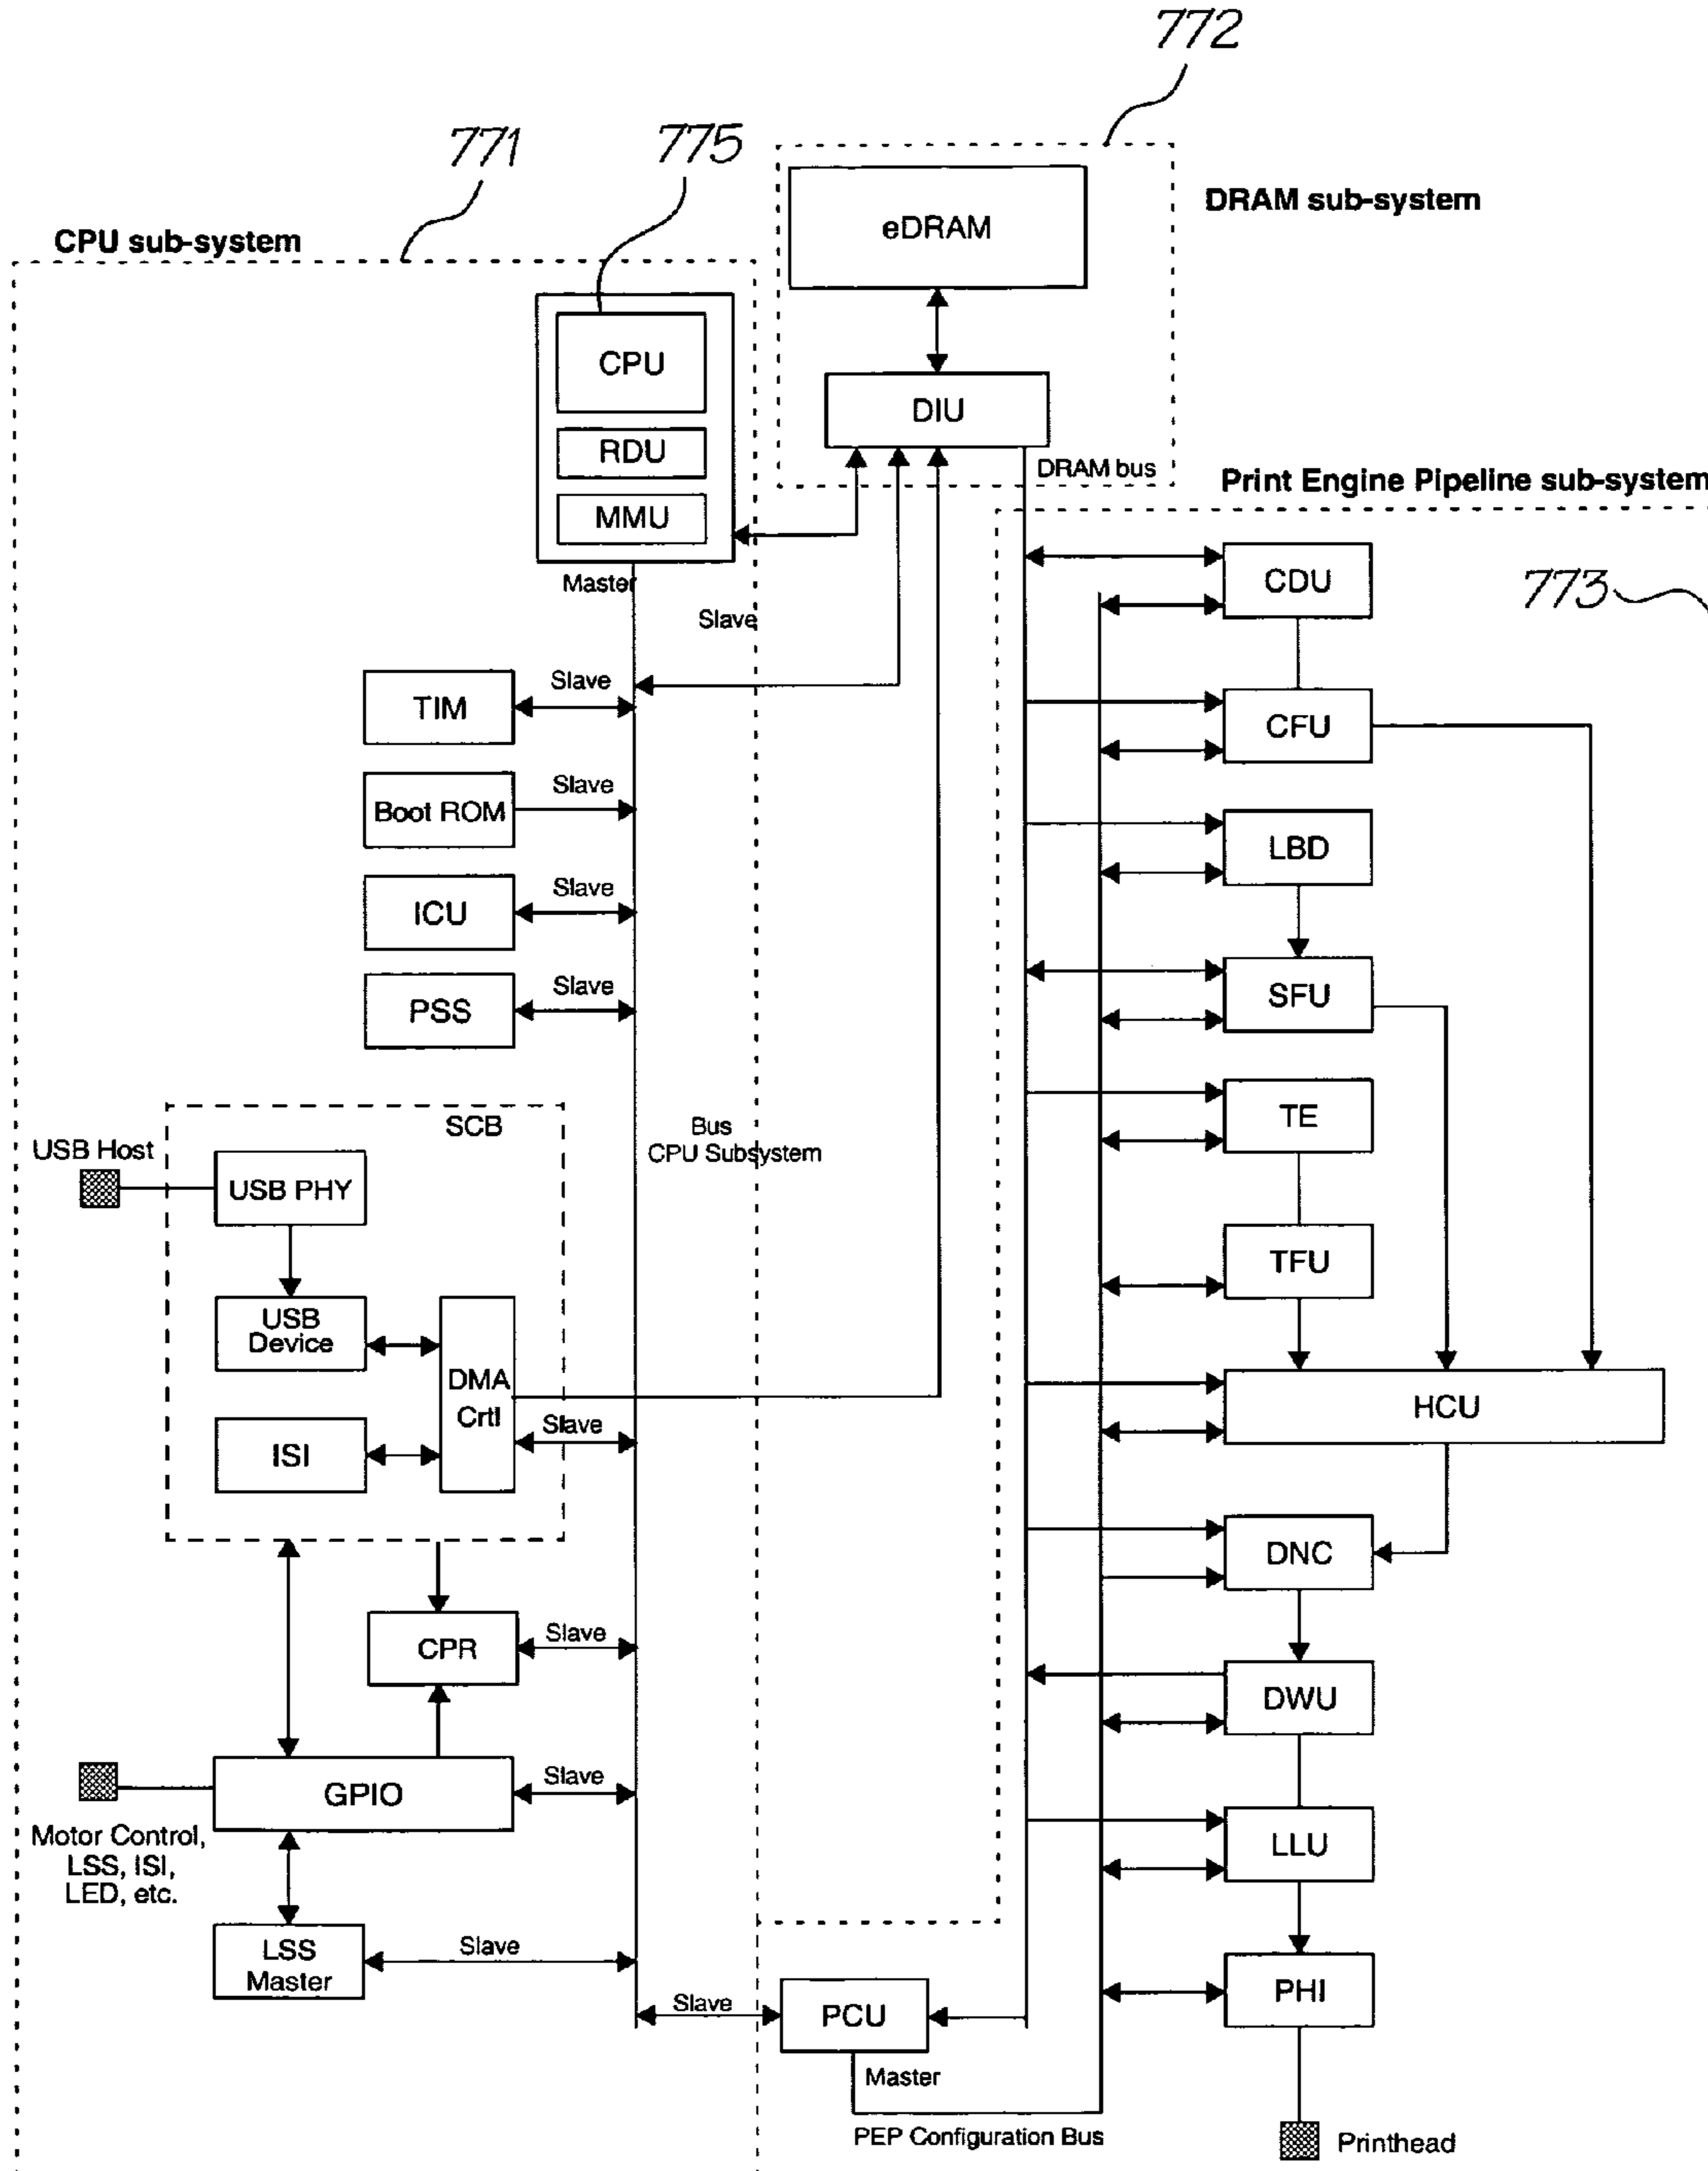 772
771
775
DRAM sub-system
CPU sub-system
eDRAM
CPU
DIU
RDU
DRAM bus
MMU
Print Engine Pipeline sub-system
Master
CDU
773
Slave
TIM
Slave
CFU
Boot ROM
Slave
LBD
ICU
Slave
PSS
Slave
SFU
SCB
Bus
CPU Subsystem
TE
USB Host
USB PHY
TFU
USB
Device
DMA
Crtl
HCU
Slave
ISI
DNC
CPR
Slave
DWU
GPIO
Slave
Motor Control,
LSS, ISI,
LED, etc.
LLU
LSS
Master
Slave
PHI
Slave
PCU
Master
PEP Configuration Bus
Printhead